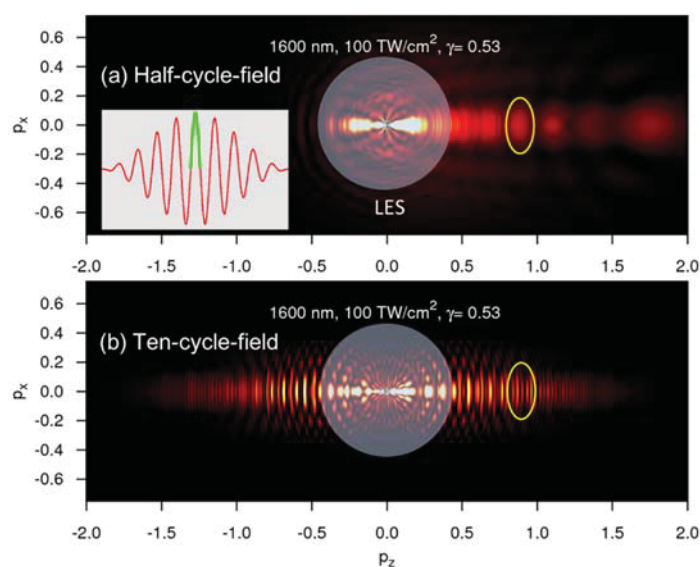 1600 nm, 100 TW/cm², γ= 0.53
(a) Half-cycle-field
LES
px
0.6
0.4
0.2
0.0
-0.2
-0.4
-0.6
-2.0 -1.5 -1.0 -0.5 0.0 0.5 1.0 1.5 2.0
1600 nm, 100 TW/cm², γ= 0.53
(b) Ten-cycle-field
px
0.6
0.4
0.2
0.0
-0.2
-0.4
-0.6
-2.0 -1.5 -1.0 -0.5 0.0 0.5 1.0 1.5 2.0
pz